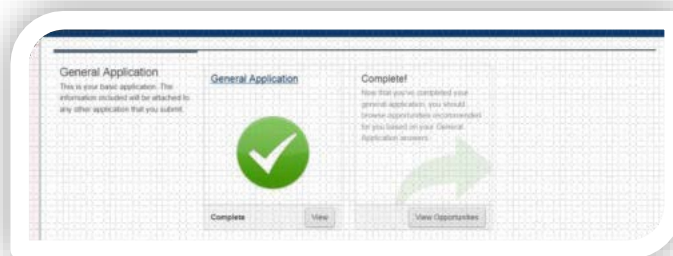 General Application
This is your basic application. The
information included will be attached to
any other application that you submit.
General Application
Complete
View
Complete!
Now that you've completed your
general application, you should
browse opportunities recommended
for you based on your General
Application answers.
View Opportunities